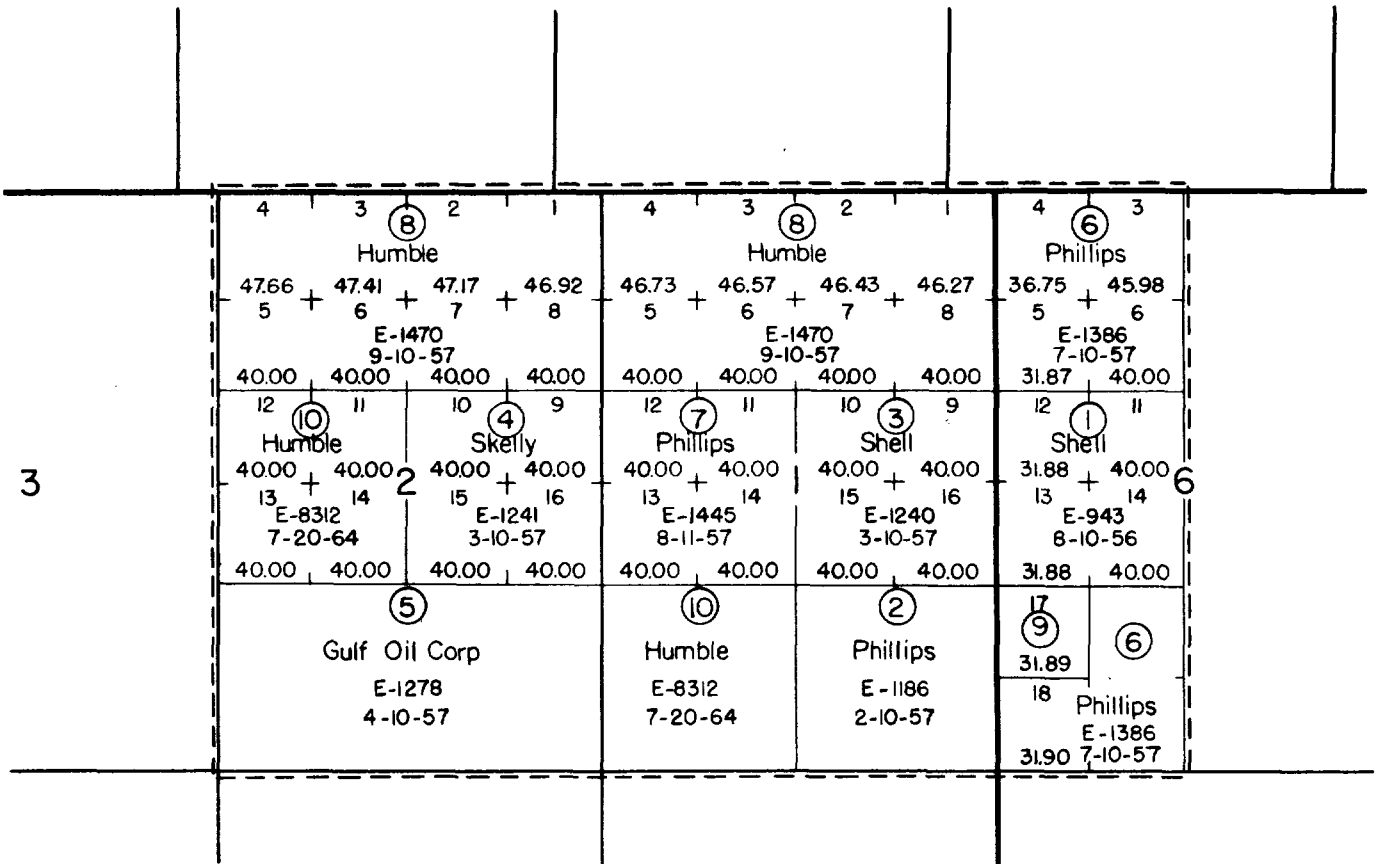 4 3 2 1 4 3 2 1 4 3
8 8 6
Humble Humble Phillips
47.66 47.41 47.17 46.92 46.73 46.57 46.43 46.27 36.75 45.98
5 6 7 8 5 6 7 8 5 6
E-1470 E-1470 E-1386
9-10-57 9-10-57 7-10-57
40.00 40.00 40.00 40.00 40.00 40.00 40.00 40.00 31.87 40.00
12 11 10 9 12 11 10 9 12 11
10 4 7 3 1
Humble Skelly Phillips Shell Shell
40.00 40.00 40.00 40.00 40.00 40.00 40.00 40.00 31.88 40.00
3 2 6
13 14 15 16 13 14 15 16 13 14
E-8312 E-1241 E-1445 E-1240 E-943
7-20-64 3-10-57 8-11-57 3-10-57 8-10-56
40.00 40.00 40.00 40.00 40.00 40.00 40.00 40.00 31.88 40.00
5 10 2 17
9 6
Gulf Oil Corp Humble Phillips 31.89
E-1278 E-8312 E-1186 18
4-10-57 7-20-64 2-10-57 Phillips
E-1386
31.90 7-10-57